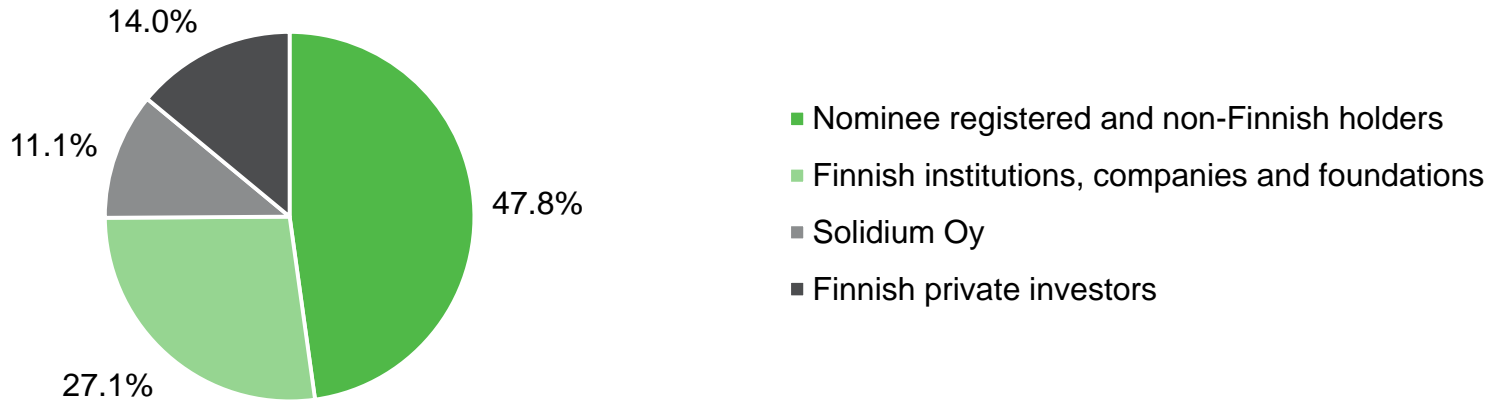 14.0%
11.1%
47.8%
27.1%
Nominee registered and non-Finnish holders
Finnish institutions, companies and foundations
Solidium Oy
Finnish private investors